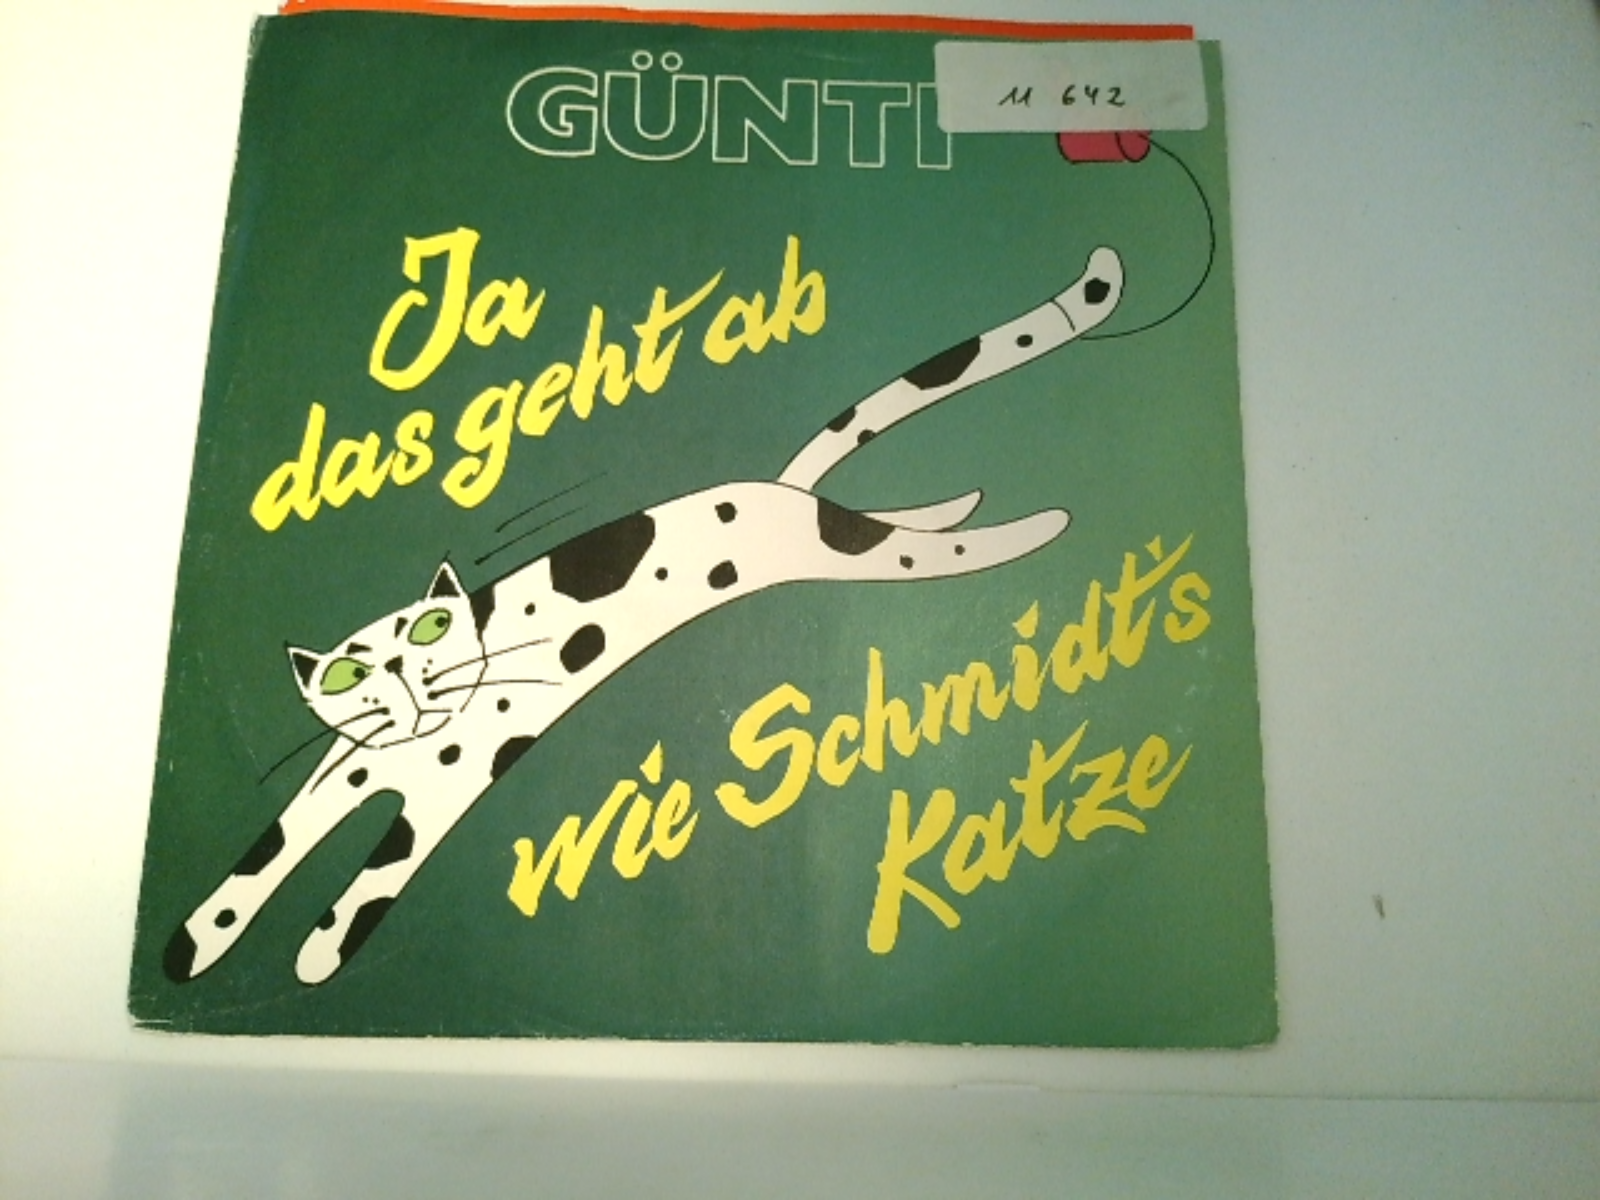 GÜNTI
11 642
Ja
das geht ab
wie Schmidt's
Katze